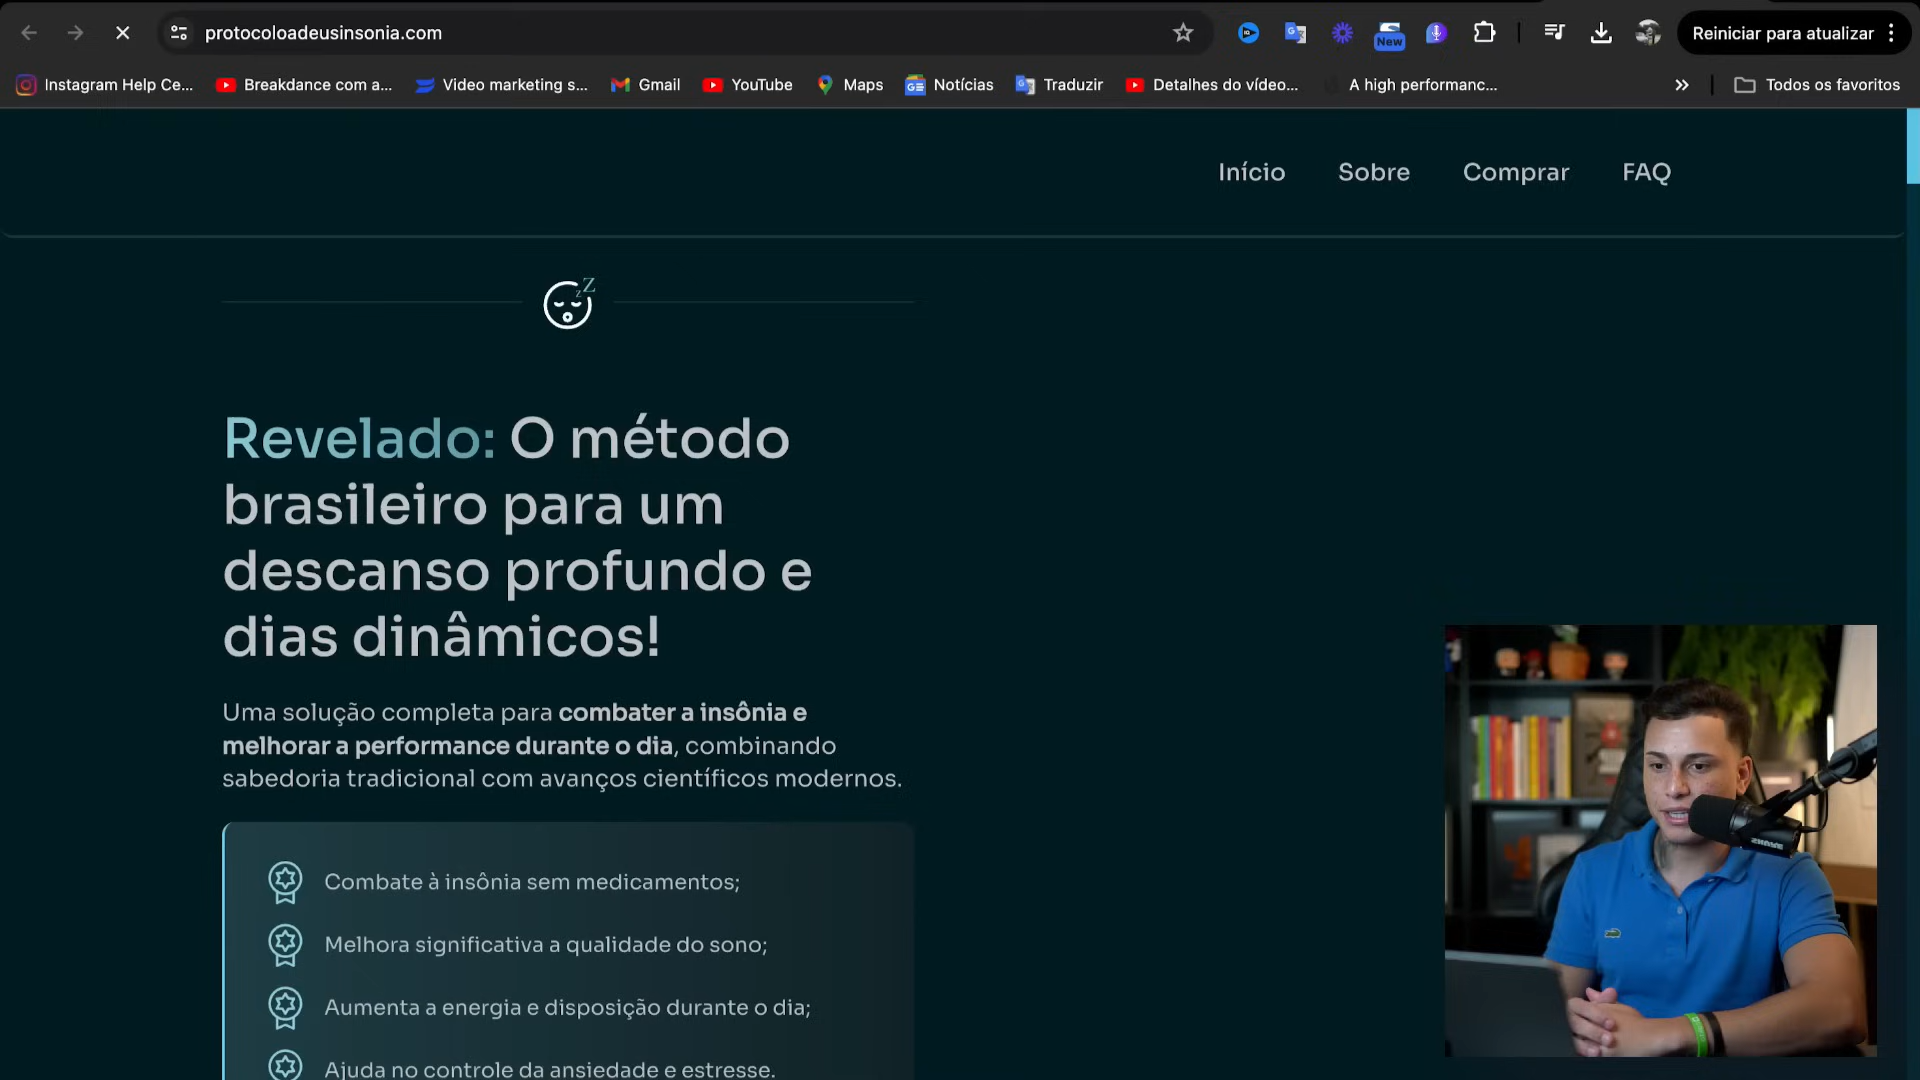 protocoloadeusinsonia.com
New
Reiniciar para atualizar
Instagram Help Ce...
Breakdance com a...
Video marketing s...
Gmail
YouTube
Maps
Notícias
Traduzir
Detalhes do vídeo...
A high performanc...
Todos os favoritos
Início
Sobre
Comprar
FAQ
Revelado: O método
brasileiro para um
descanso profundo e
dias dinâmicos!
Uma solução completa para combater a insônia e
melhorar a performance durante o dia, combinando
sabedoria tradicional com avanços científicos modernos.
Combate à insônia sem medicamentos;
Melhora significativa a qualidade do sono;
Aumenta a energia e disposição durante o dia;
Ajuda no controle da ansiedade e estresse.
SHURE